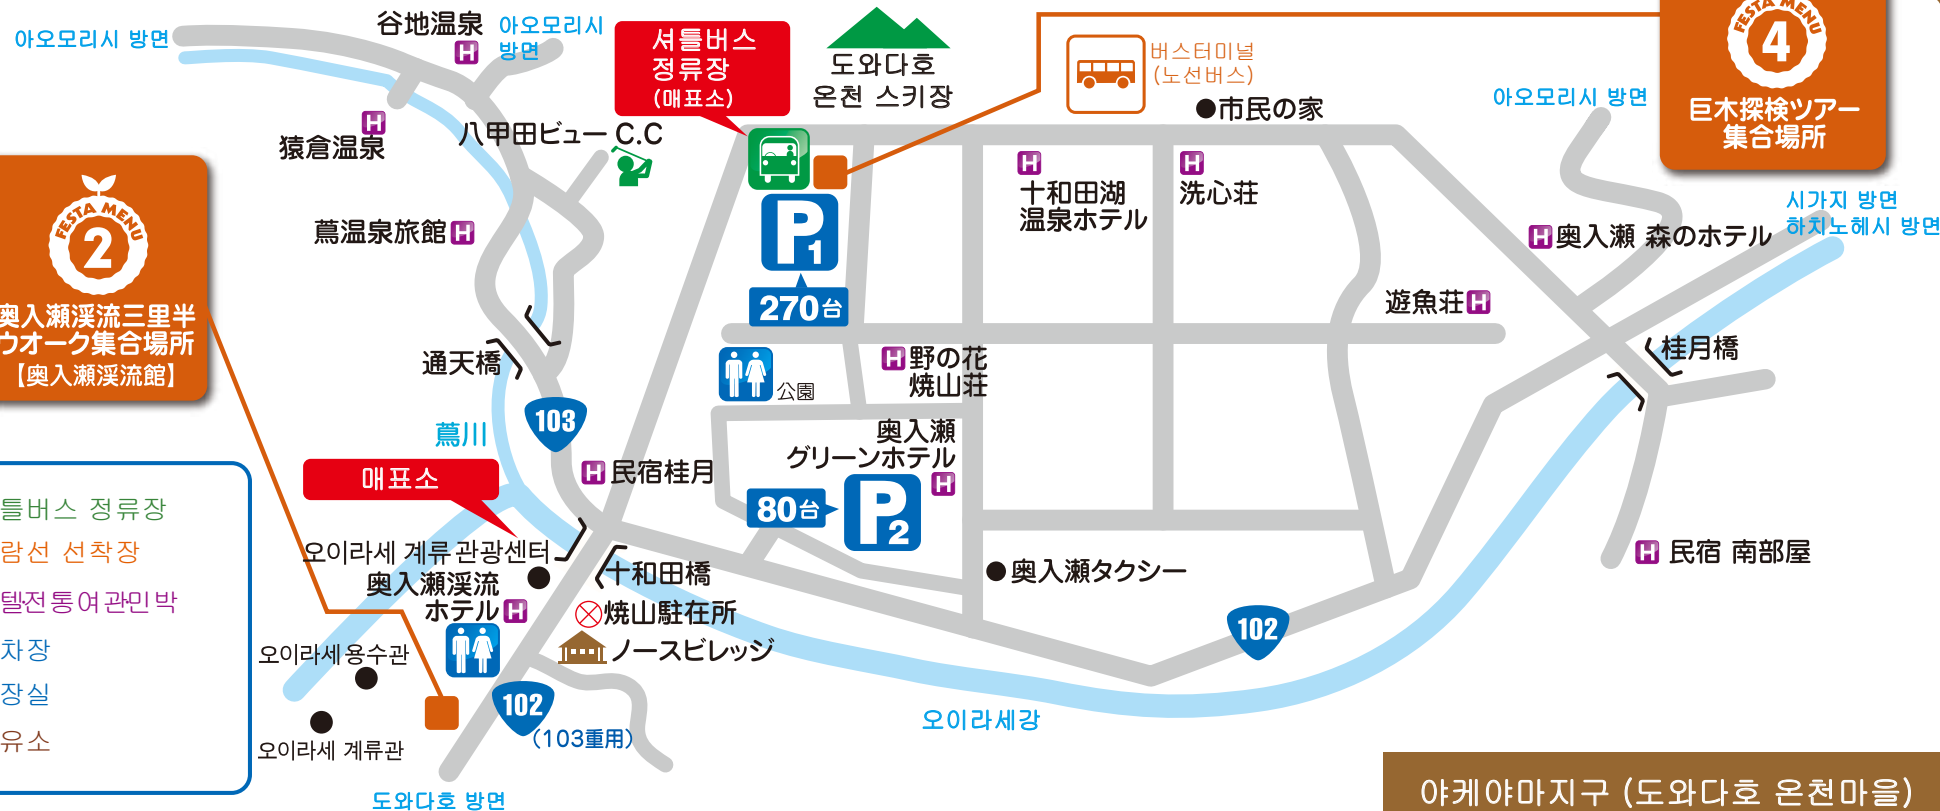 아오모리시 방면
谷地温泉
H
아오모리시
방면
셔틀버스
정류장
(매표소)
도와다호
온천 스키장
버스터미널
(노선버스)
市民の家
아오모리시 방면
FESTA MENU
4
巨木探検ツアー
集合場所
H
猿倉温泉
八甲田ビューC.C
H
十和田湖
温泉ホテル
H
洗心荘
시가지 방면
하치노헤시 방면
H 奥入瀬 森のホテル
FESTA MENU
2
奥入瀬渓流三里半
ウオーク集合場所
【奥入瀬渓流館】
蔦温泉旅館 H
P1
270台
遊魚荘 H
通天橋
公園
H 野の花
焼山荘
桂月橋
103
蔦川
奥入瀬
グリーンホテル
H
매표소
H 民宿桂月
80台
P2
틀버스 정류장
람선 선착장
텔전통여관민박
차장
장실
유소
오이라세 계류 관광센터
奥入瀬渓流
ホテル H
十和田橋
奥入瀬タクシー
H 民宿 南部屋
焼山駐在所
ノースビレッジ
102
오이라세 용수관
102
(103重用)
오이라세강
오이라세 계류관
도와다호 방면
야케야마지구 (도와다호 온천마을)